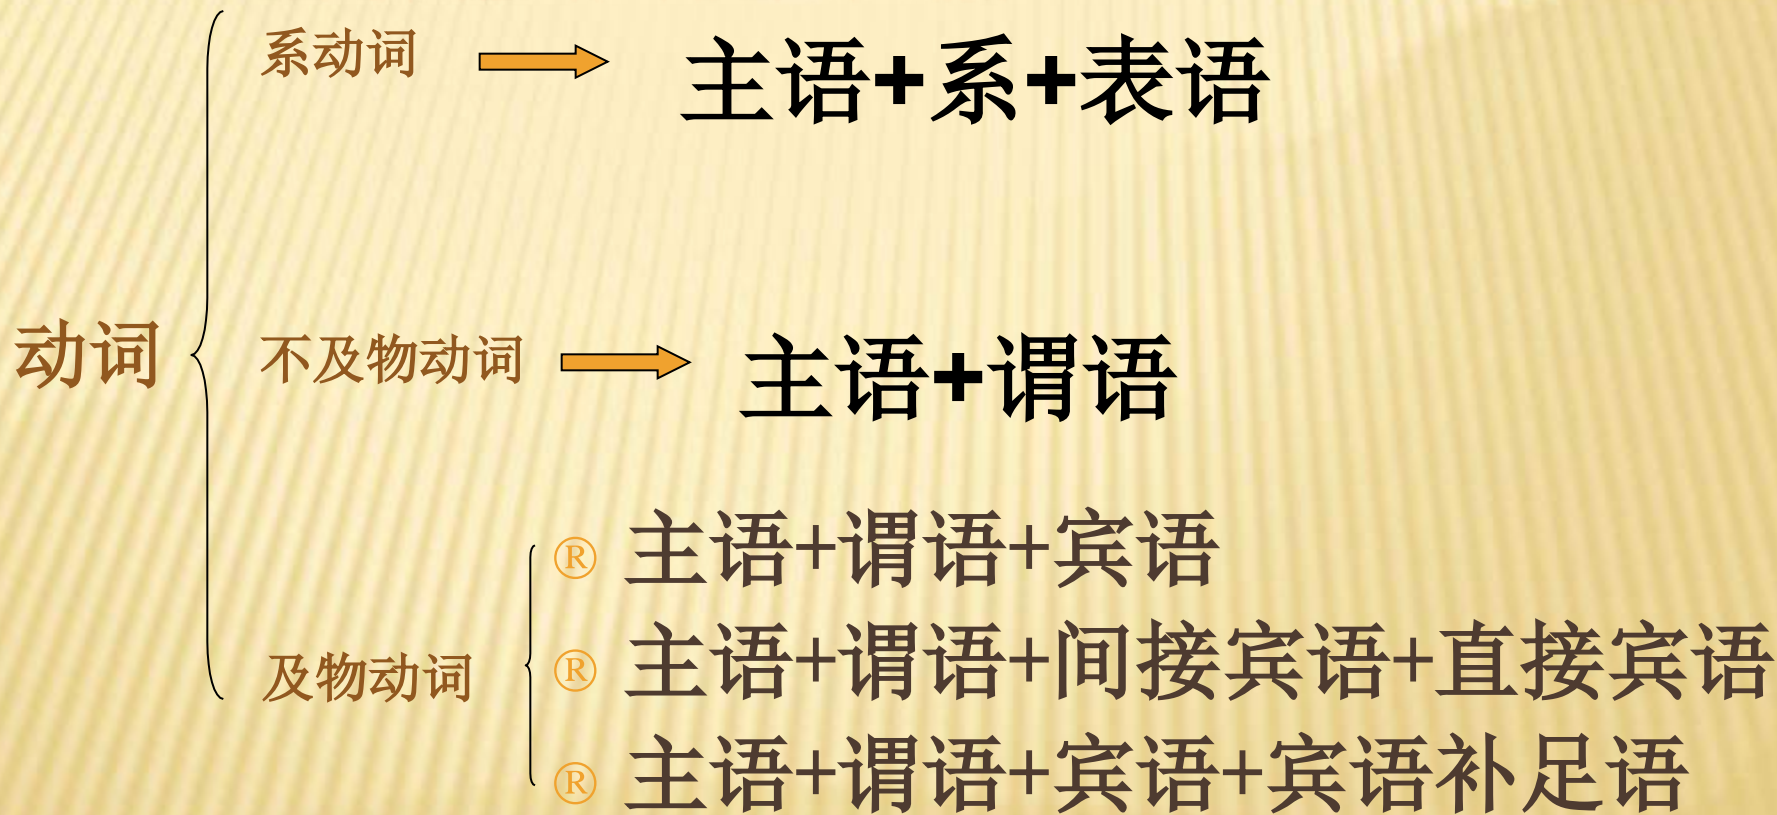 系动词 主语+系+表语
动词 不及物动词 主语+谓语
® 主语+谓语+宾语
及物动词 ® 主语+谓语+间接宾语+直接宾语
® 主语+谓语+宾语+宾语补足语